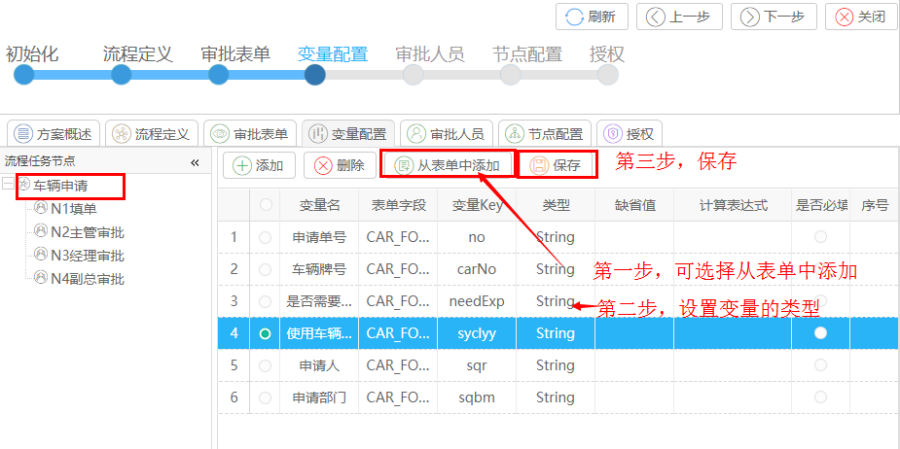 刷新 上一步 下一步 关闭
初始化 流程定义 审批表单 变量配置 审批人员 节点配置 授权
方案概述 流程定义 审批表单 变量配置 审批人员 节点配置 授权
流程任务节点 «
添加 删除 从表单中添加 保存 第三步，保存
车辆申请
N1填单
N2主管审批
N3经理审批
N4副总审批
变量名 表单字段 变量Key 类型 缺省值 计算表达式 是否必填 序号
1 申请单号 CAR_FO... no String
2 车辆牌号 CAR_FO... carNo String
第一步，可选择从表单中添加
3 是否需要... CAR_FO... needExp String
第二步，设置变量的类型
4 使用车辆... CAR_FO... syclyy String
5 申请人 CAR_FO... sqr String
6 申请部门 CAR_FO... sqbm String